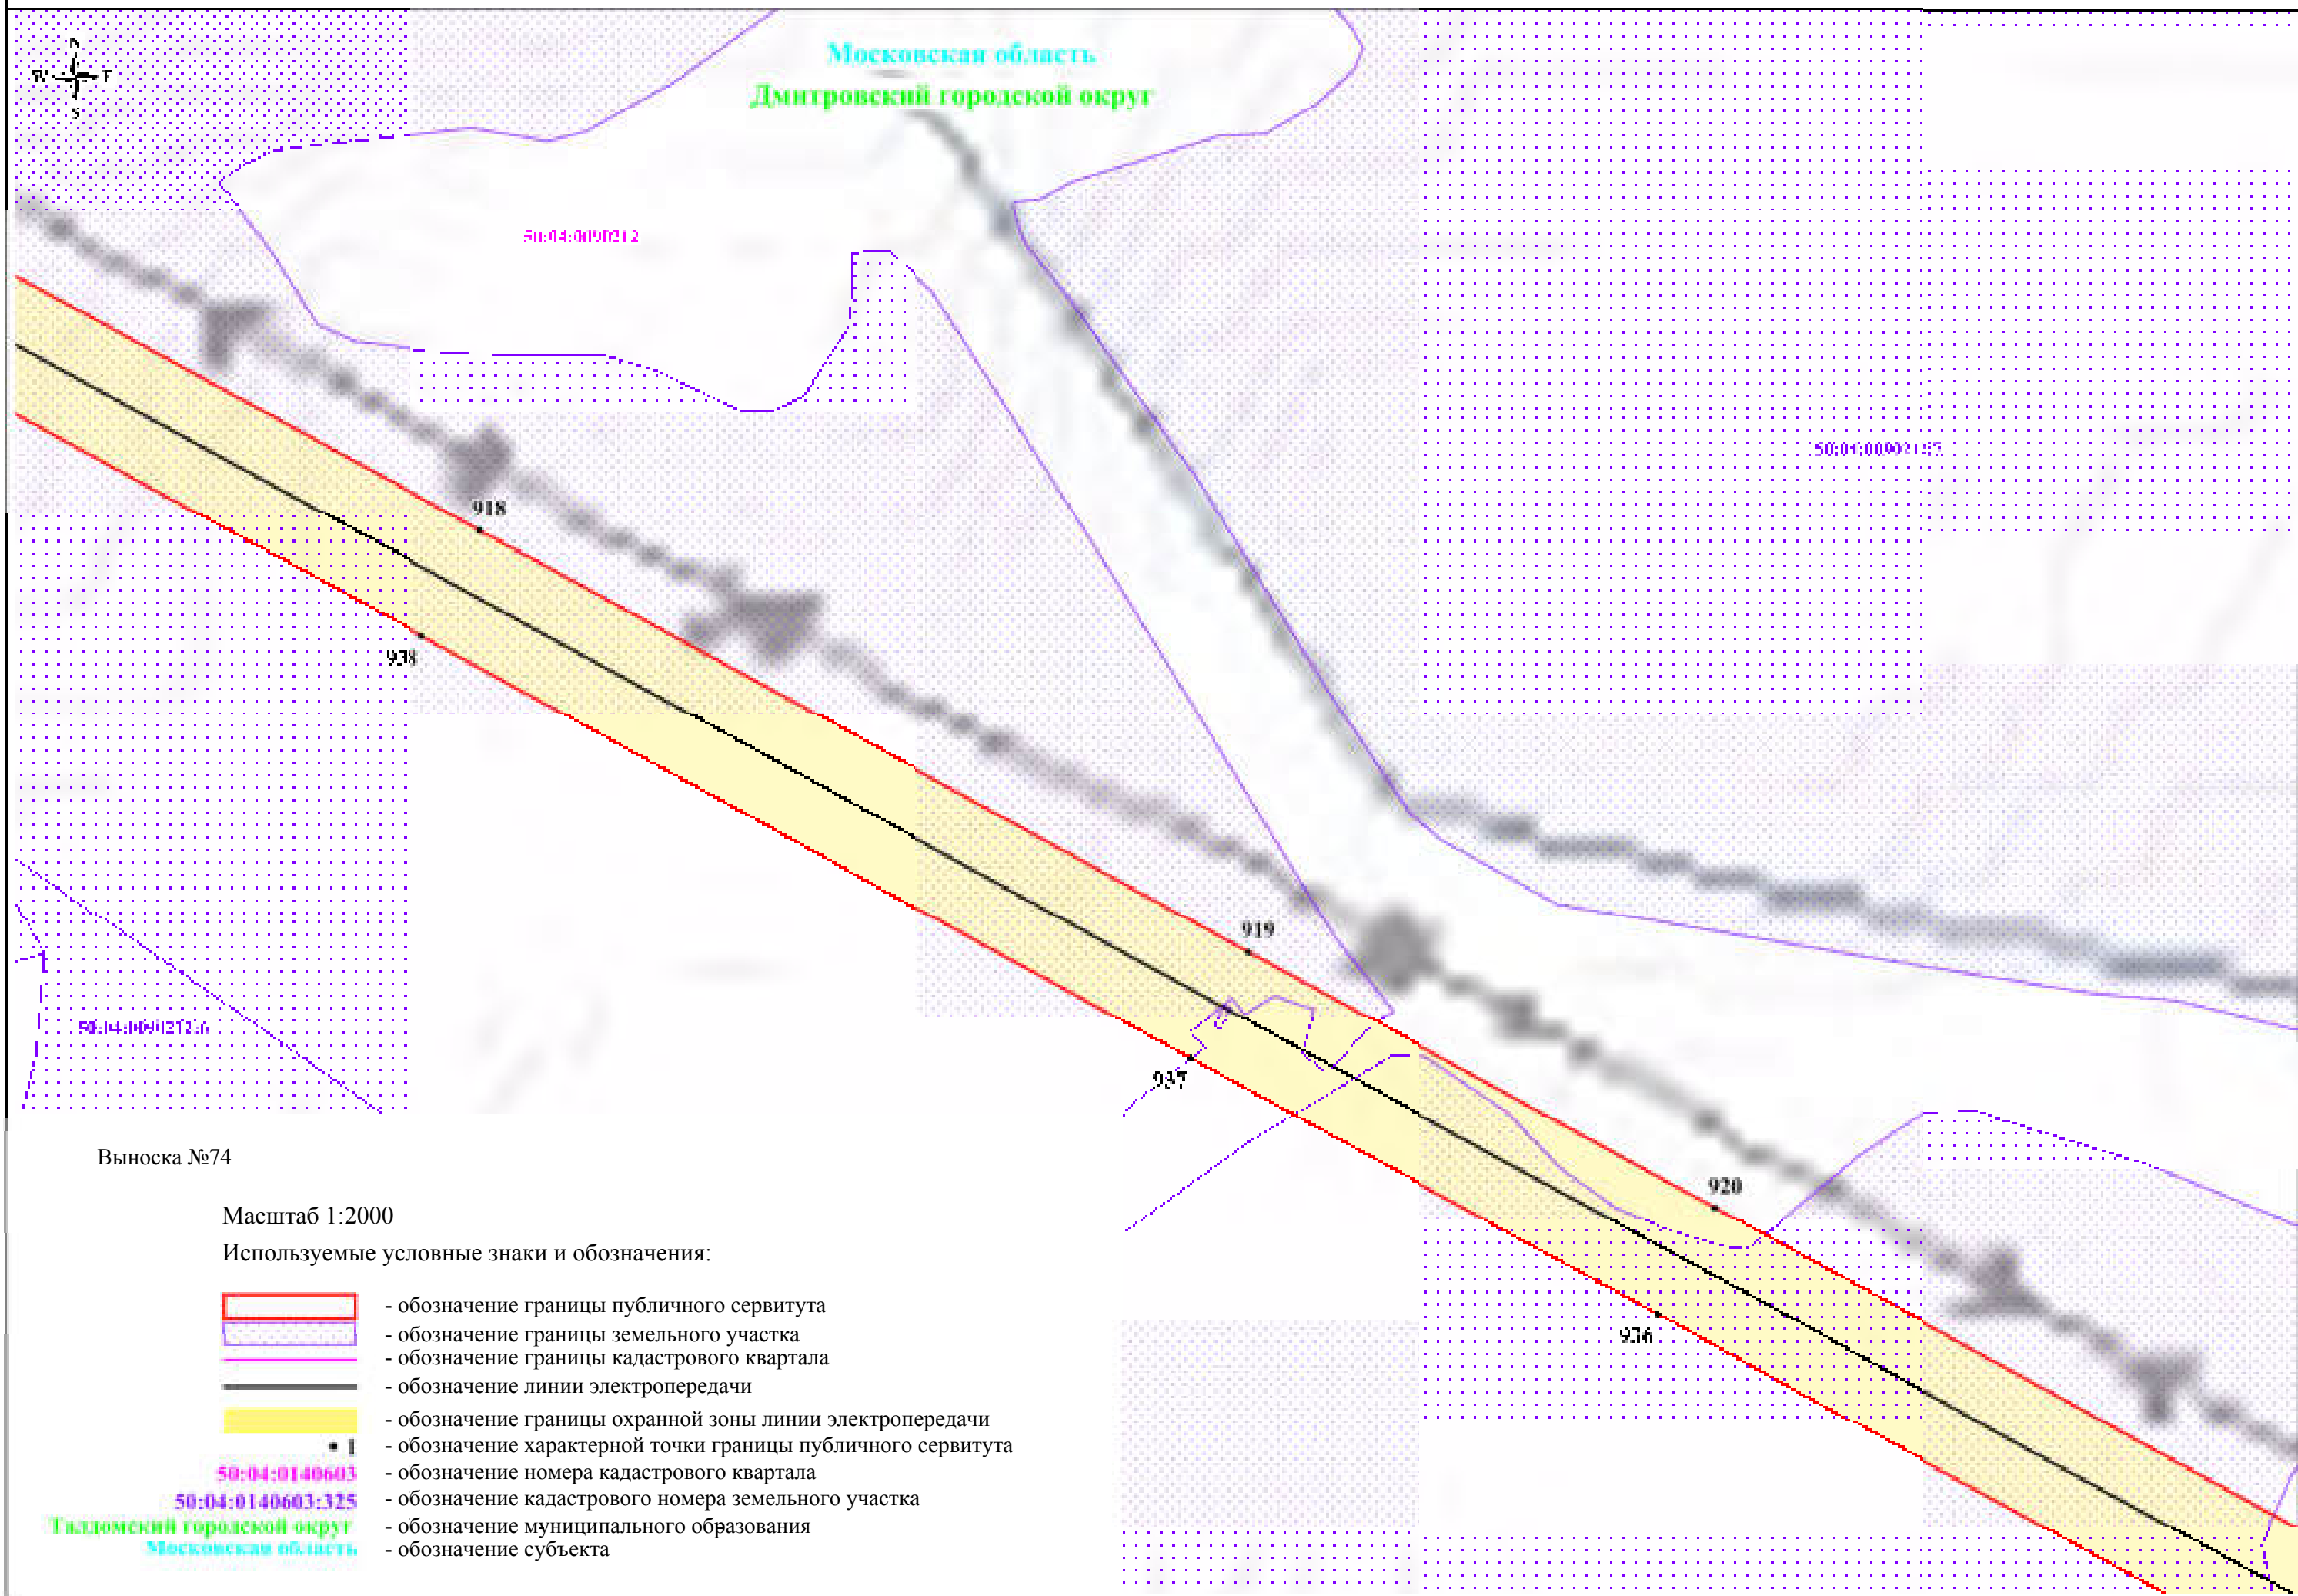 N
W
S
Московская область
Дмитровский городской округ
50:04:0090212
918
938
919
50:04:0090212:6
937
Выноска №74
920
936
Масштаб 1:2000
Используемые условные знаки и обозначения:
- обозначение границы публичного сервитута
- обозначение границы земельного участка
- обозначение границы кадастрового квартала
- обозначение линии электропередачи
- обозначение границы охранной зоны линии электропередачи
1 - обозначение характерной точки границы публичного сервитута
50:04:0140603 - обозначение номера кадастрового квартала
50:04:0140603:325 - обозначение кадастрового номера земельного участка
Талдомский городской округ - обозначение муниципального образования
Московская область - обозначение субъекта